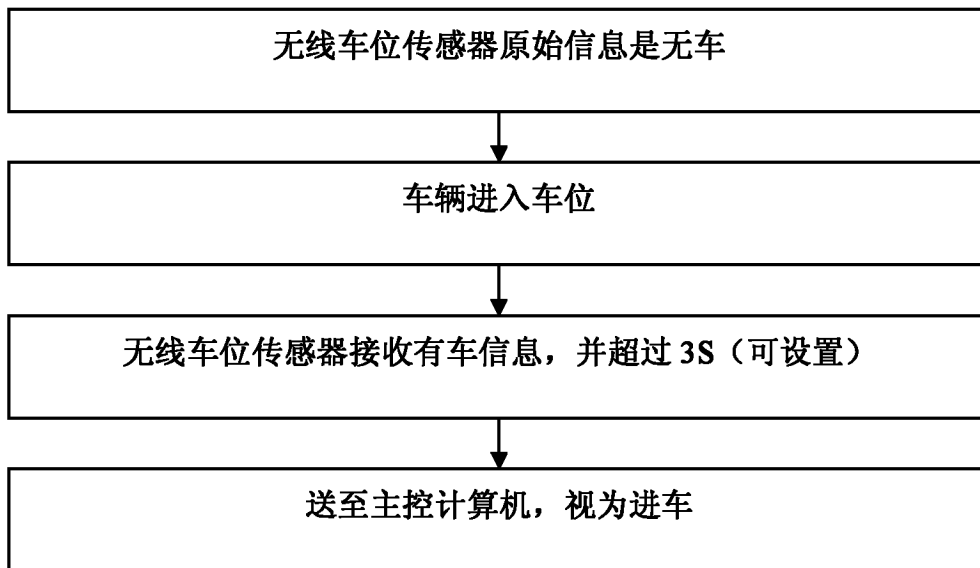 无线车位传感器原始信息是无车
车辆进入车位
无线车位传感器接收有车信息，并超过 3S（可设置）
送至主控计算机，视为进车